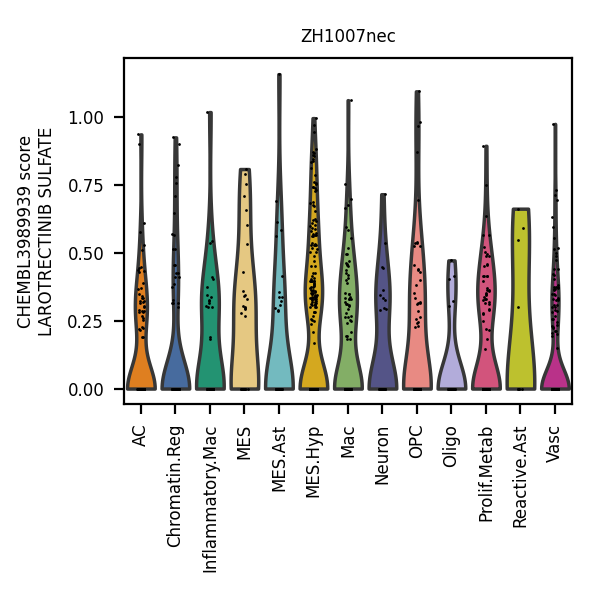 ZH1007nec
CHEMBL3989939 score
LAROTRECTINIB SULFATE
1.00
0.75
0.50
0.25
0.00
AC
Chromatin.Reg
Inflammatory.Mac
MES
MES.Ast
MES.Hyp
Mac
Neuron
OPC
Oligo
Prolif.Metab
Reactive.Ast
Vasc